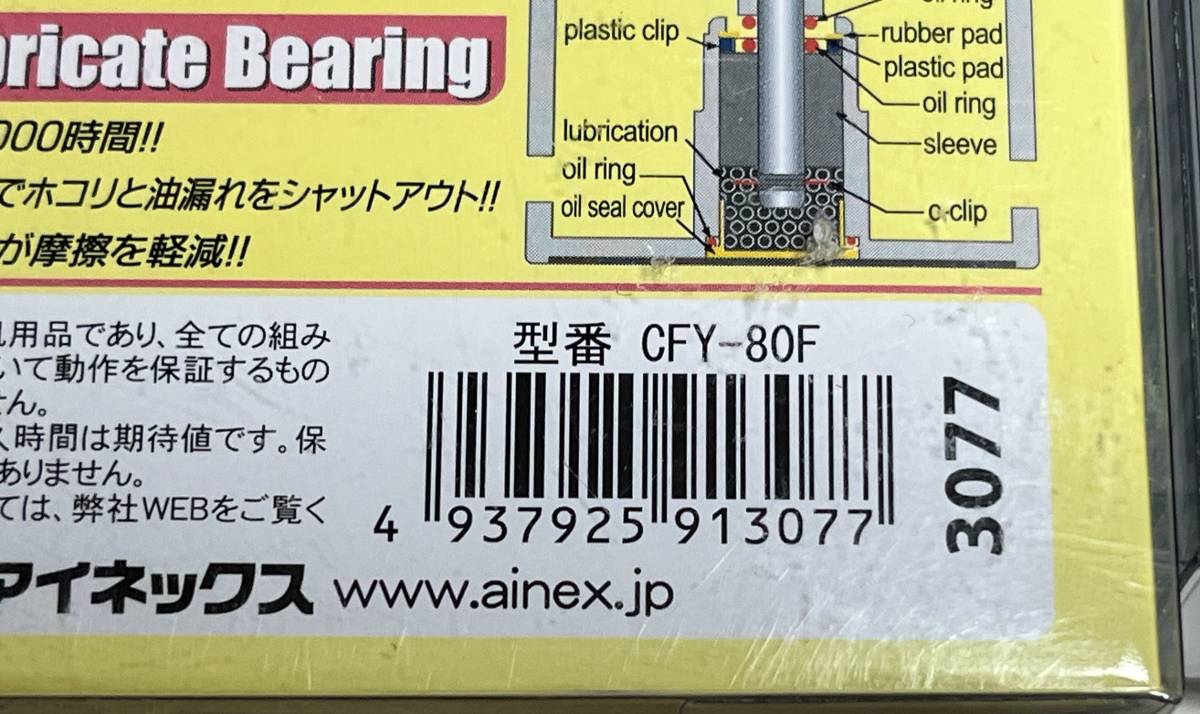 ricate Bearing
000時間!!
でホコリと油漏れをシャットアウト!!
が摩擦を軽減!!
plastic clip
lubrication
oil ring
oil seal cover
oil ring
rubber pad
plastic pad
oil ring
sleeve
c-clip
用品であり、全ての組み
いて動作を保証するもの
せん。
久時間は期待値です。保
ありません。
ては、弊社WEBをご覧く
アイネックス www.ainex.jp
型番 CFY-80F
4 937925 913077
3077